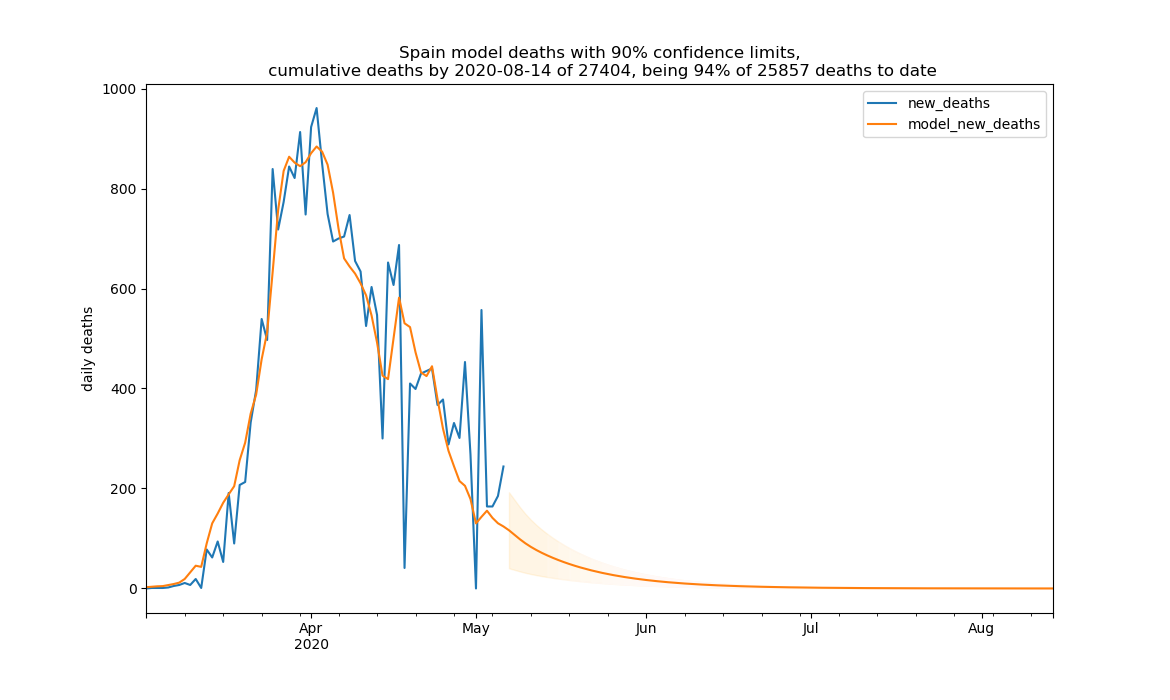 Spain model deaths with 90% confidence limits,
cumulative deaths by 2020-08-14 of 27404, being 94% of 25857 deaths to date
1000
new_deaths
model_new_deaths
800
600
daily deaths
400
200
0
Apr
May
Jun
Jul
Aug
2020